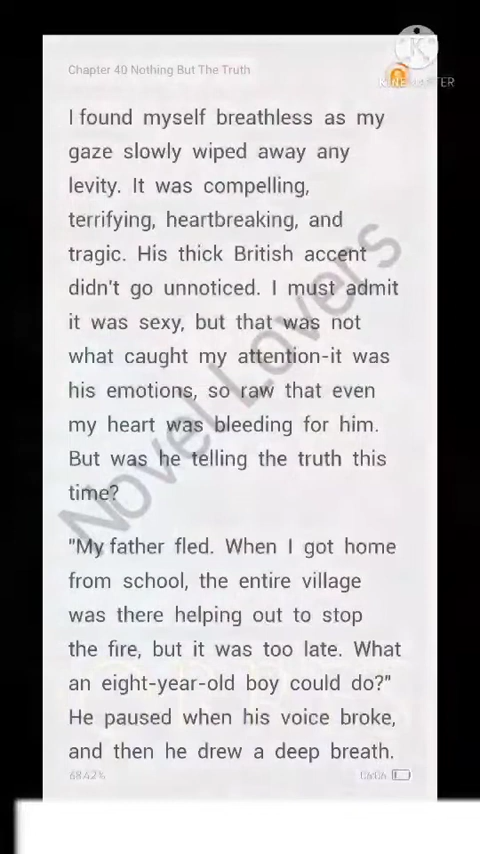 Chapter 40 Nothing But The Truth
KINEMASTER
I found myself breathless as my
gaze slowly wiped away any
levity. It was compelling,
terrifying, heartbreaking, and
tragic. His thick British accent
didn't go unnoticed. I must admit
it was sexy, but that was not
what caught my attention-it was
his emotions, so raw that even
my heart was bleeding for him.
But was he telling the truth this
time?
Novel Lovers
"My father fled. When I got home
from school, the entire village
was there helping out to stop
the fire, but it was too late. What
an eight-year-old boy could do?"
He paused when his voice broke,
and then he drew a deep breath.
68.42%
06:06